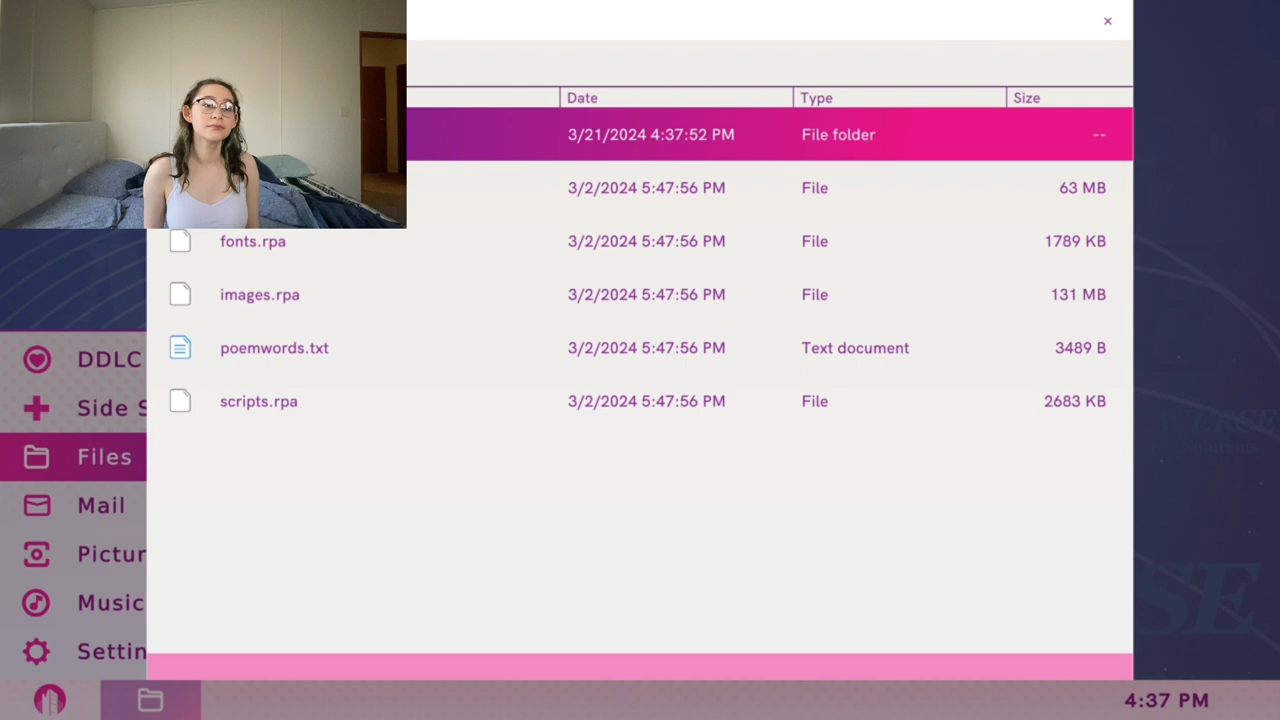 ×
Date Type Size
3/21/2024 4:37:52 PM File folder --
3/2/2024 5:47:56 PM File 63 MB
fonts.rpa 3/2/2024 5:47:56 PM File 1789 KB
images.rpa 3/2/2024 5:47:56 PM File 131 MB
poemwords.txt 3/2/2024 5:47:56 PM Text document 3489 B
scripts.rpa 3/2/2024 5:47:56 PM File 2683 KB
DDLC
Side S
Files
Mail
Pictur
Music
Settin
4:37 PM